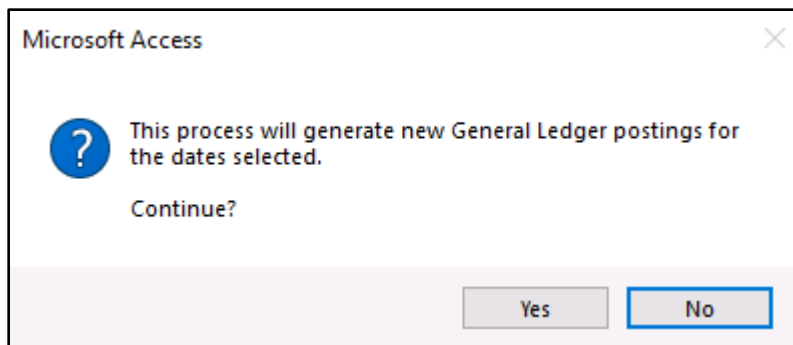 Microsoft Access
This process will generate new General Ledger postings for
the dates selected.
Continue?
Yes
No